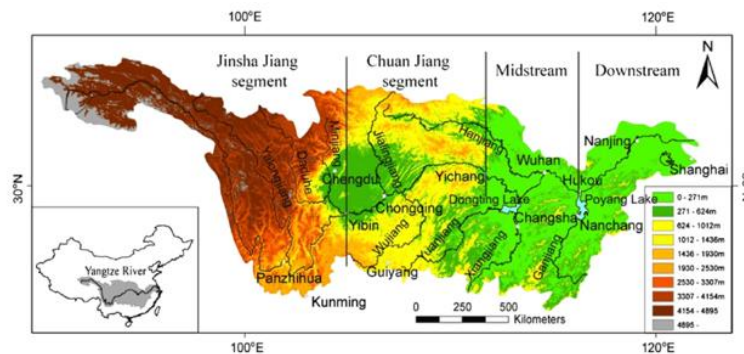 100°E
120°E
Jinsha Jiang
segment
Chuan Jiang
segment
Midstream
Downstream
N
30°N
Yalongjiang
Daduhe
Minjiang
Jialingjiang
Hanjiang
Nanjing
Shanghai
Wuhan
Hukou
Chengdu
Yichang
Dongting Lake
Poyang Lake
Chongqing
Changsha
Nanchang
Yibin
Wujiang
Yuanjiang
Xiangjiang
Ganjiang
Panzhihua
Guiyang
Kunming
Yangtze River
0 250 500
Kilometers
0 - 271m
271 - 624m
624 - 1012m
1012 - 1436m
1436 - 1930m
1930 - 2530m
2530 - 3307m
3307 - 4154m
4154 - 4895
4895 -
100°E
120°E